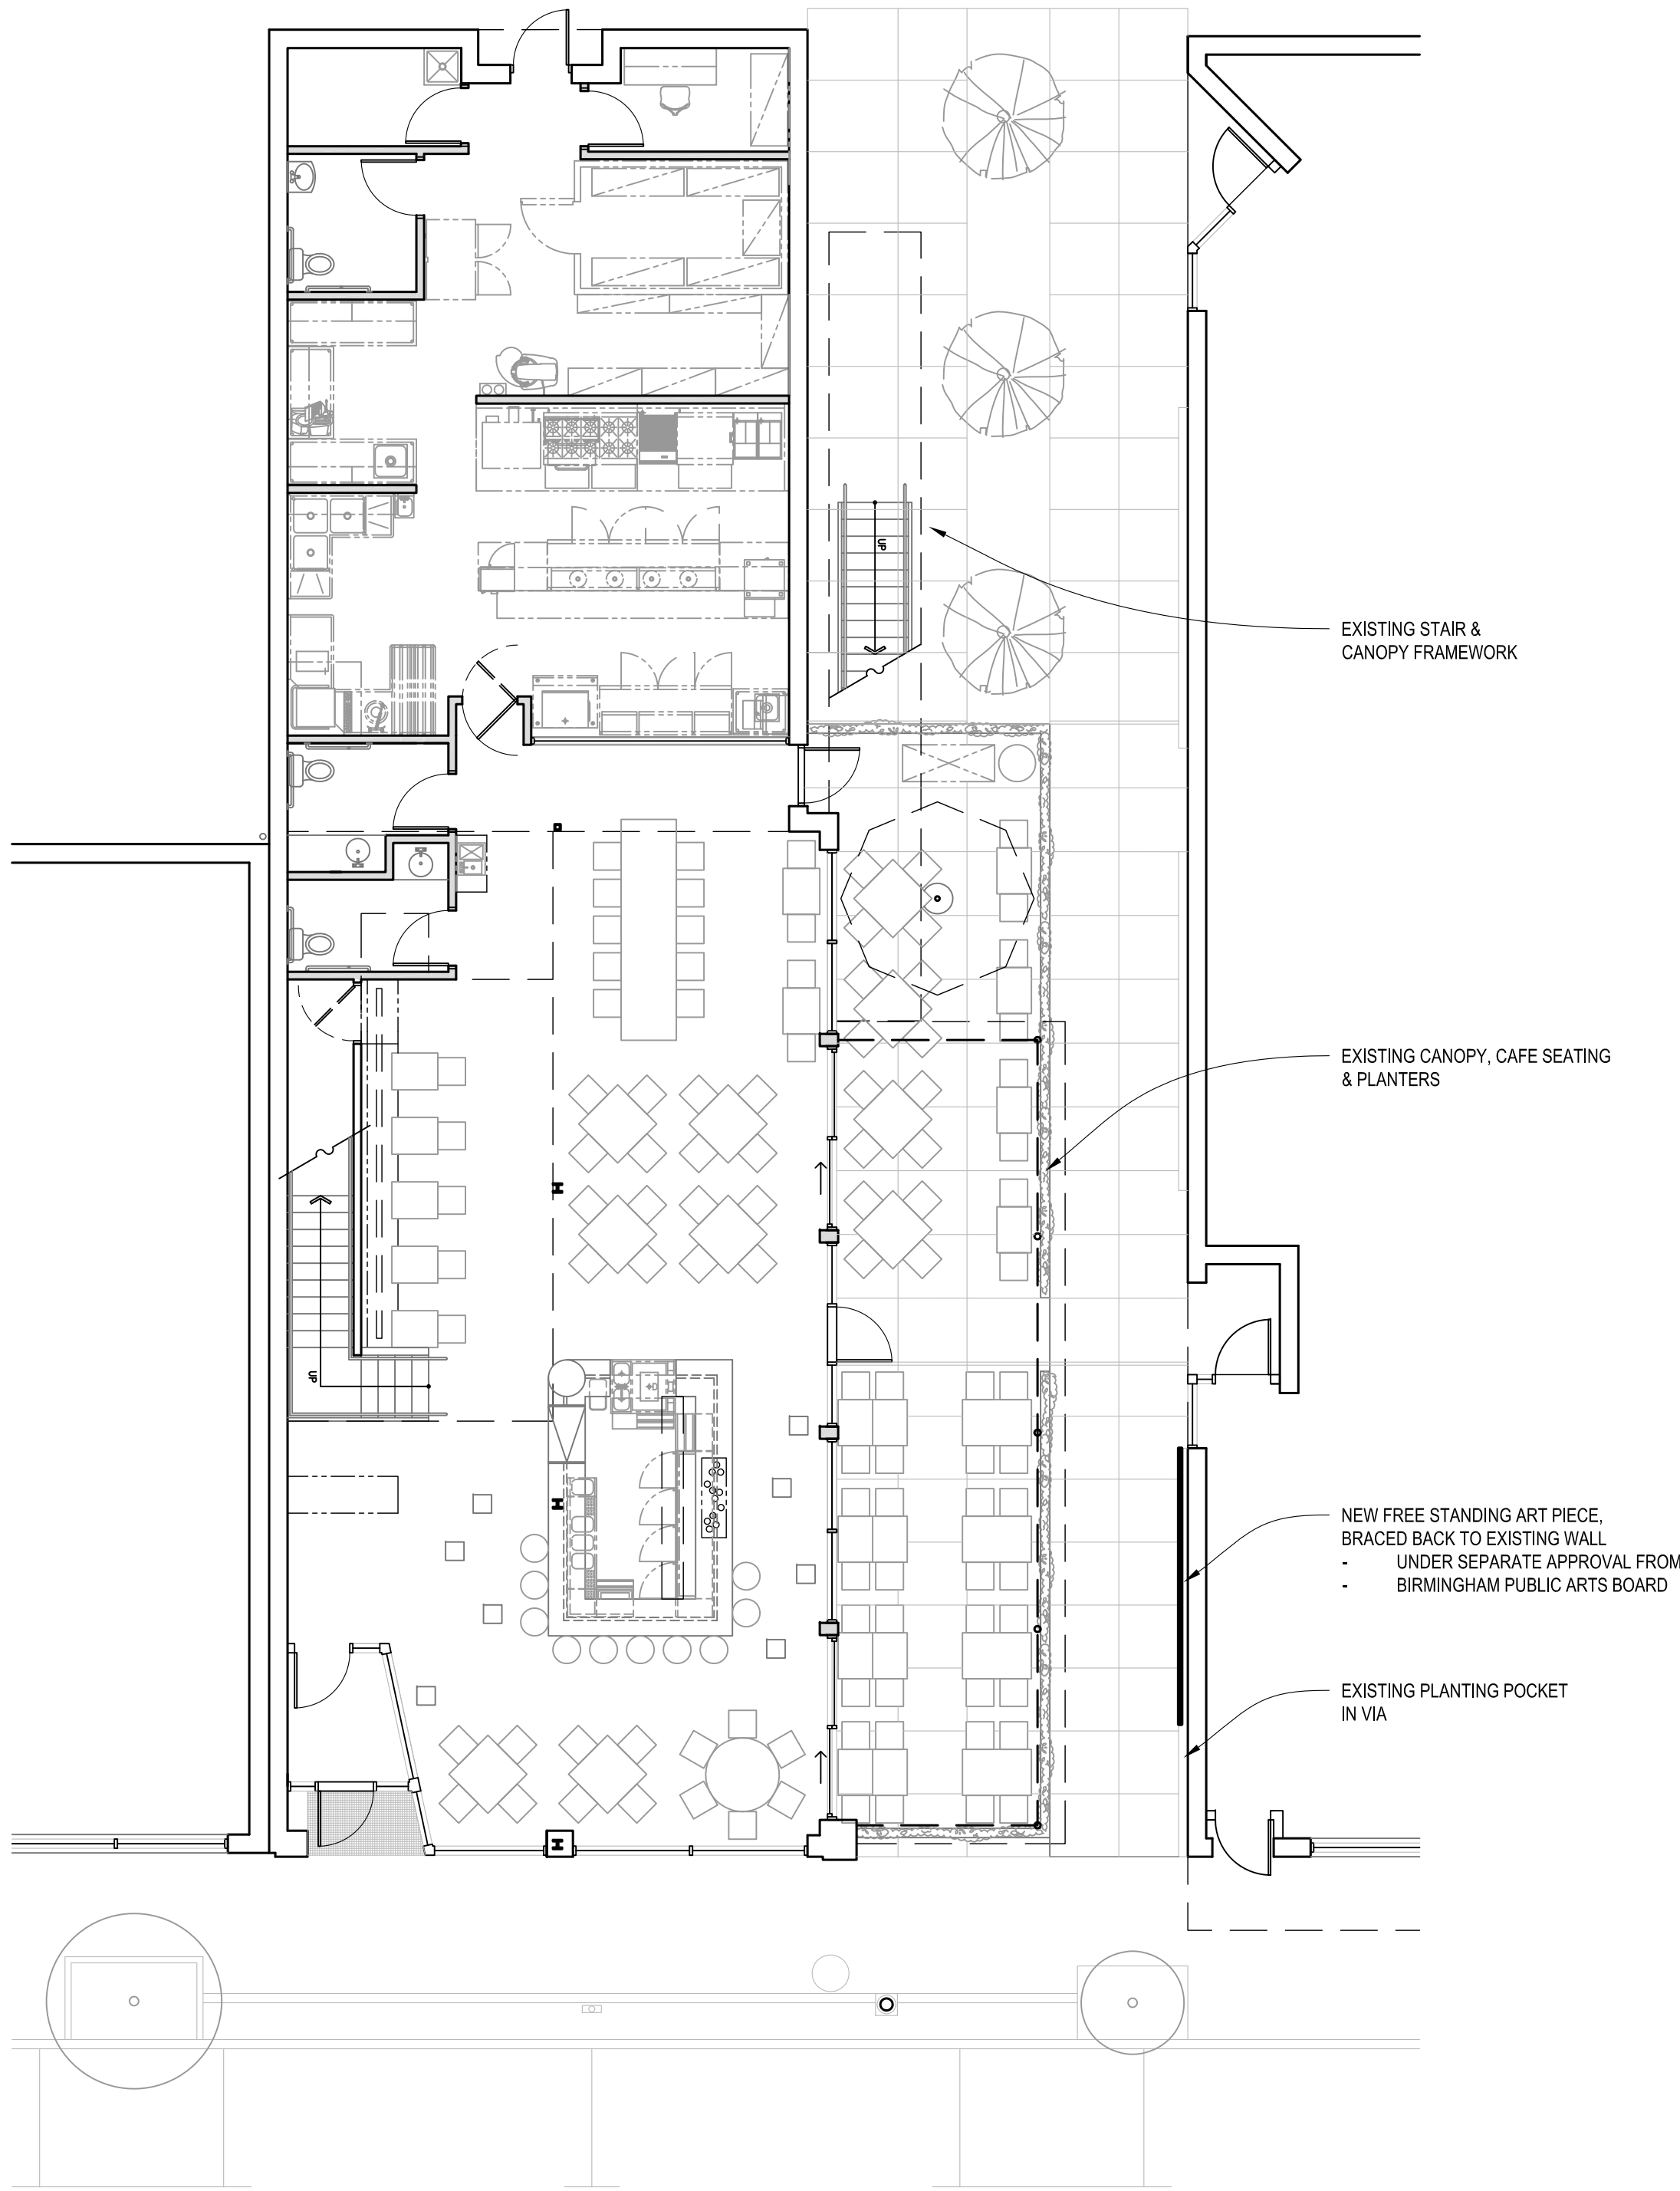 UP
EXISTING STAIR &
CANOPY FRAMEWORK
EXISTING CANOPY, CAFE SEATING
& PLANTERS
UP
NEW FREE STANDING ART PIECE,
BRACED BACK TO EXISTING WALL
- UNDER SEPARATE APPROVAL FROM
- BIRMINGHAM PUBLIC ARTS BOARD
EXISTING PLANTING POCKET
IN VIA